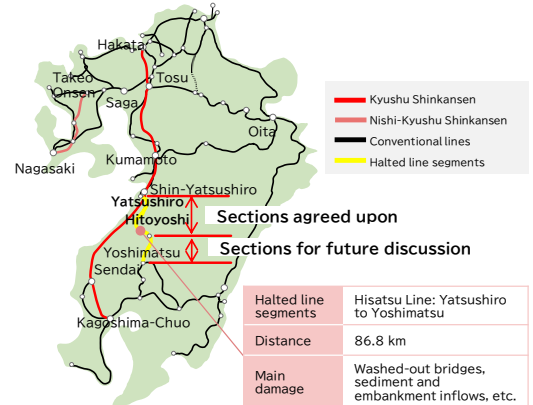 Hakata
Takeo
Onsen
Tosu
Saga
Oita
Nagasaki
Kumamoto
Kyushu Shinkansen
Nishi-Kyushu Shinkansen
Conventional lines
Halted line segments
Shin-Yatsushiro
Yatsushiro
Hitoyoshi
Sections agreed upon
Yoshimatsu
Sections for future discussion
Sendai
Kagoshima-Chuo
Halted line
segments
Hisatsu Line: Yatsushiro
to Yoshimatsu
Distance
86.8 km
Main
damage
Washed-out bridges,
sediment and
embankment inflows, etc.